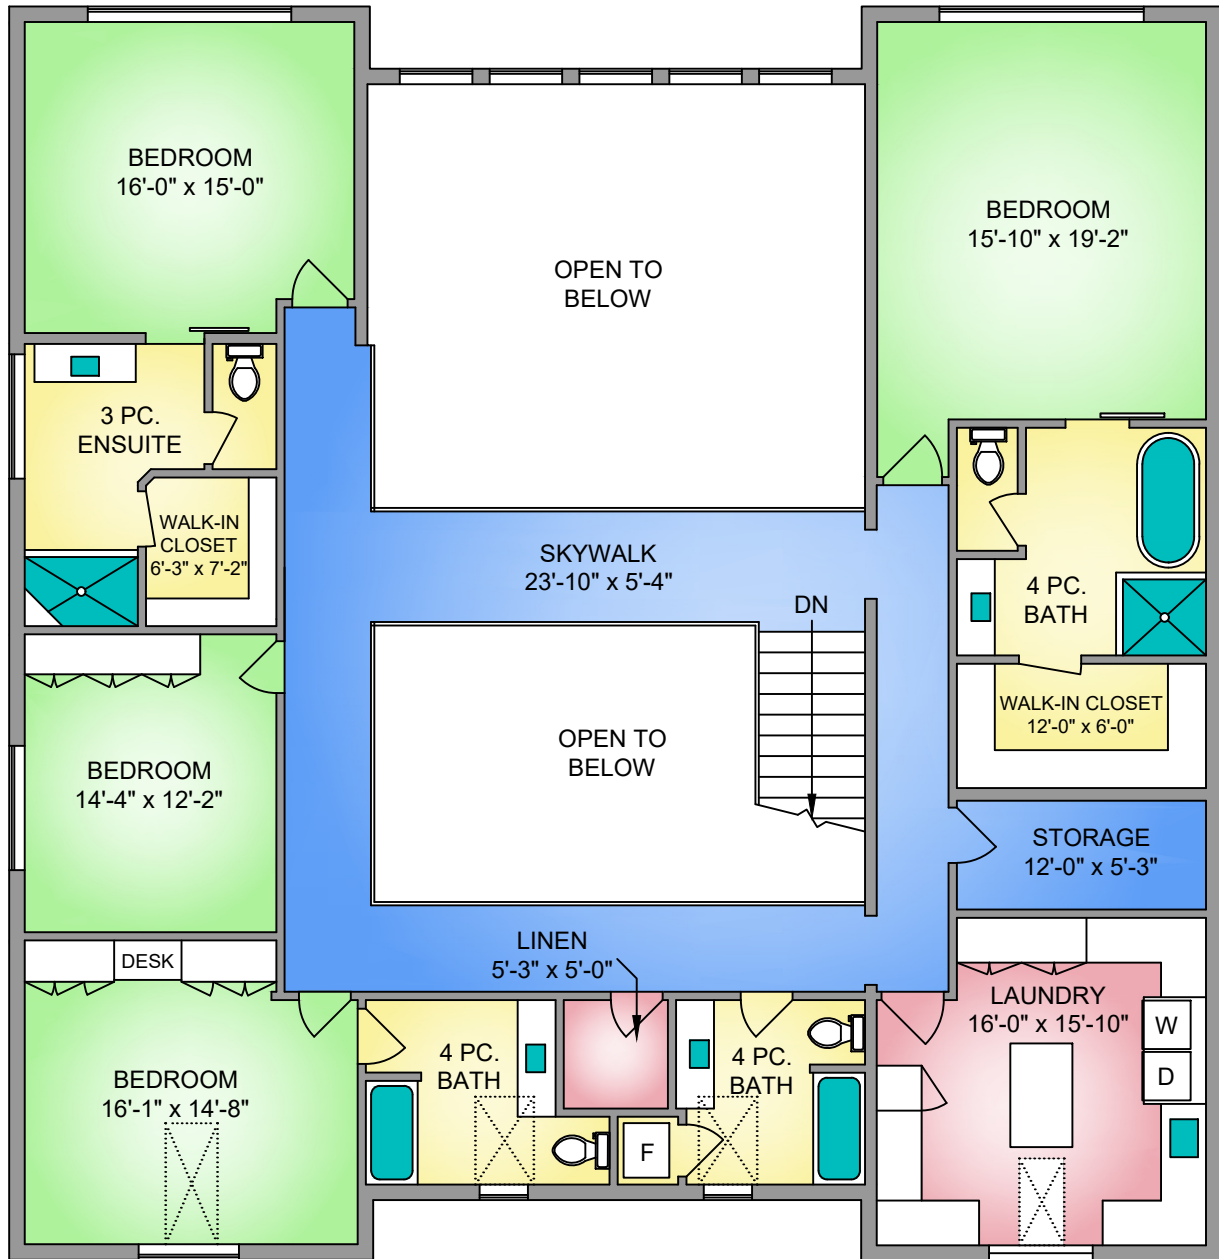 BEDROOM
16'-0" x 15'-0"
BEDROOM
15'-10" x 19'-2"
OPEN TO
BELOW
3 PC.
ENSUITE
WALK-IN
CLOSET
6'-3" x 7'-2"
SKYWALK
23'-10" x 5'-4"
DN
4 PC.
BATH
WALK-IN CLOSET
12'-0" x 6'-0"
BEDROOM
14'-4" x 12'-2"
OPEN TO
BELOW
STORAGE
12'-0" x 5'-3"
DESK
LINEN
5'-3" x 5'-0"
LAUNDRY
16'-0" x 15'-10"
W
D
BEDROOM
16'-1" x 14'-8"
4 PC.
BATH
4 PC.
BATH
F